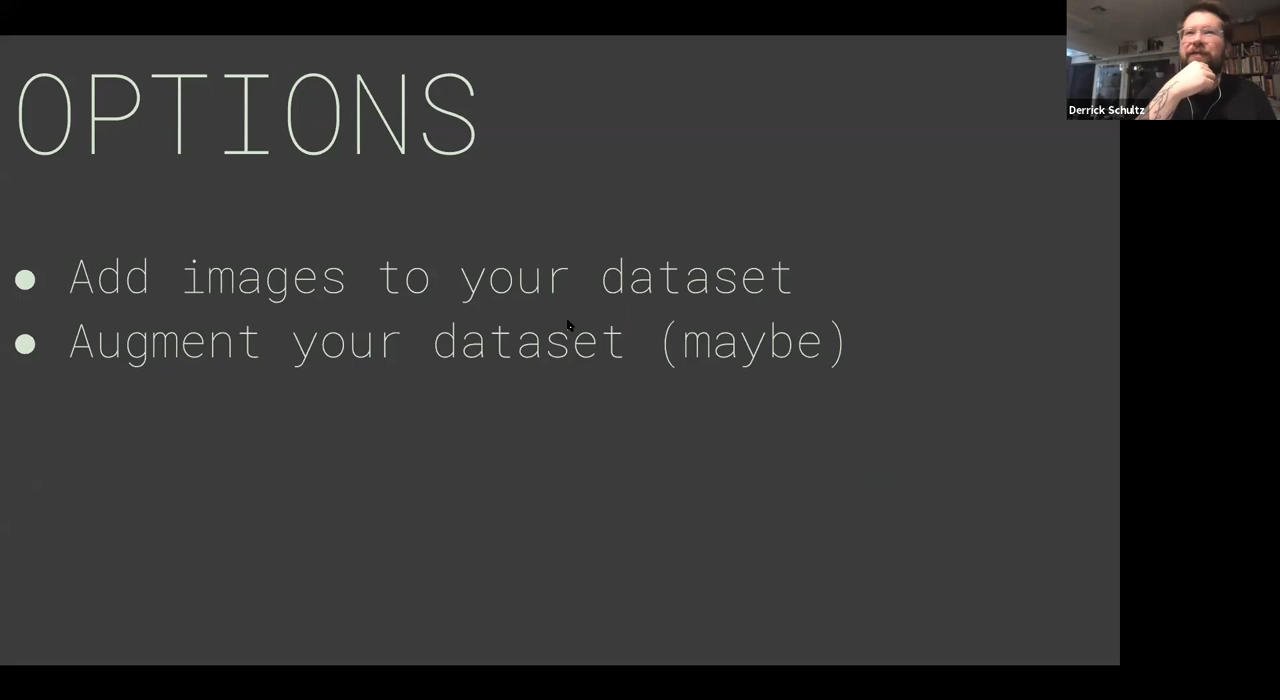 OPTIONS
Derrick Schultz
● Add images to your dataset
● Augment your dataset (maybe)